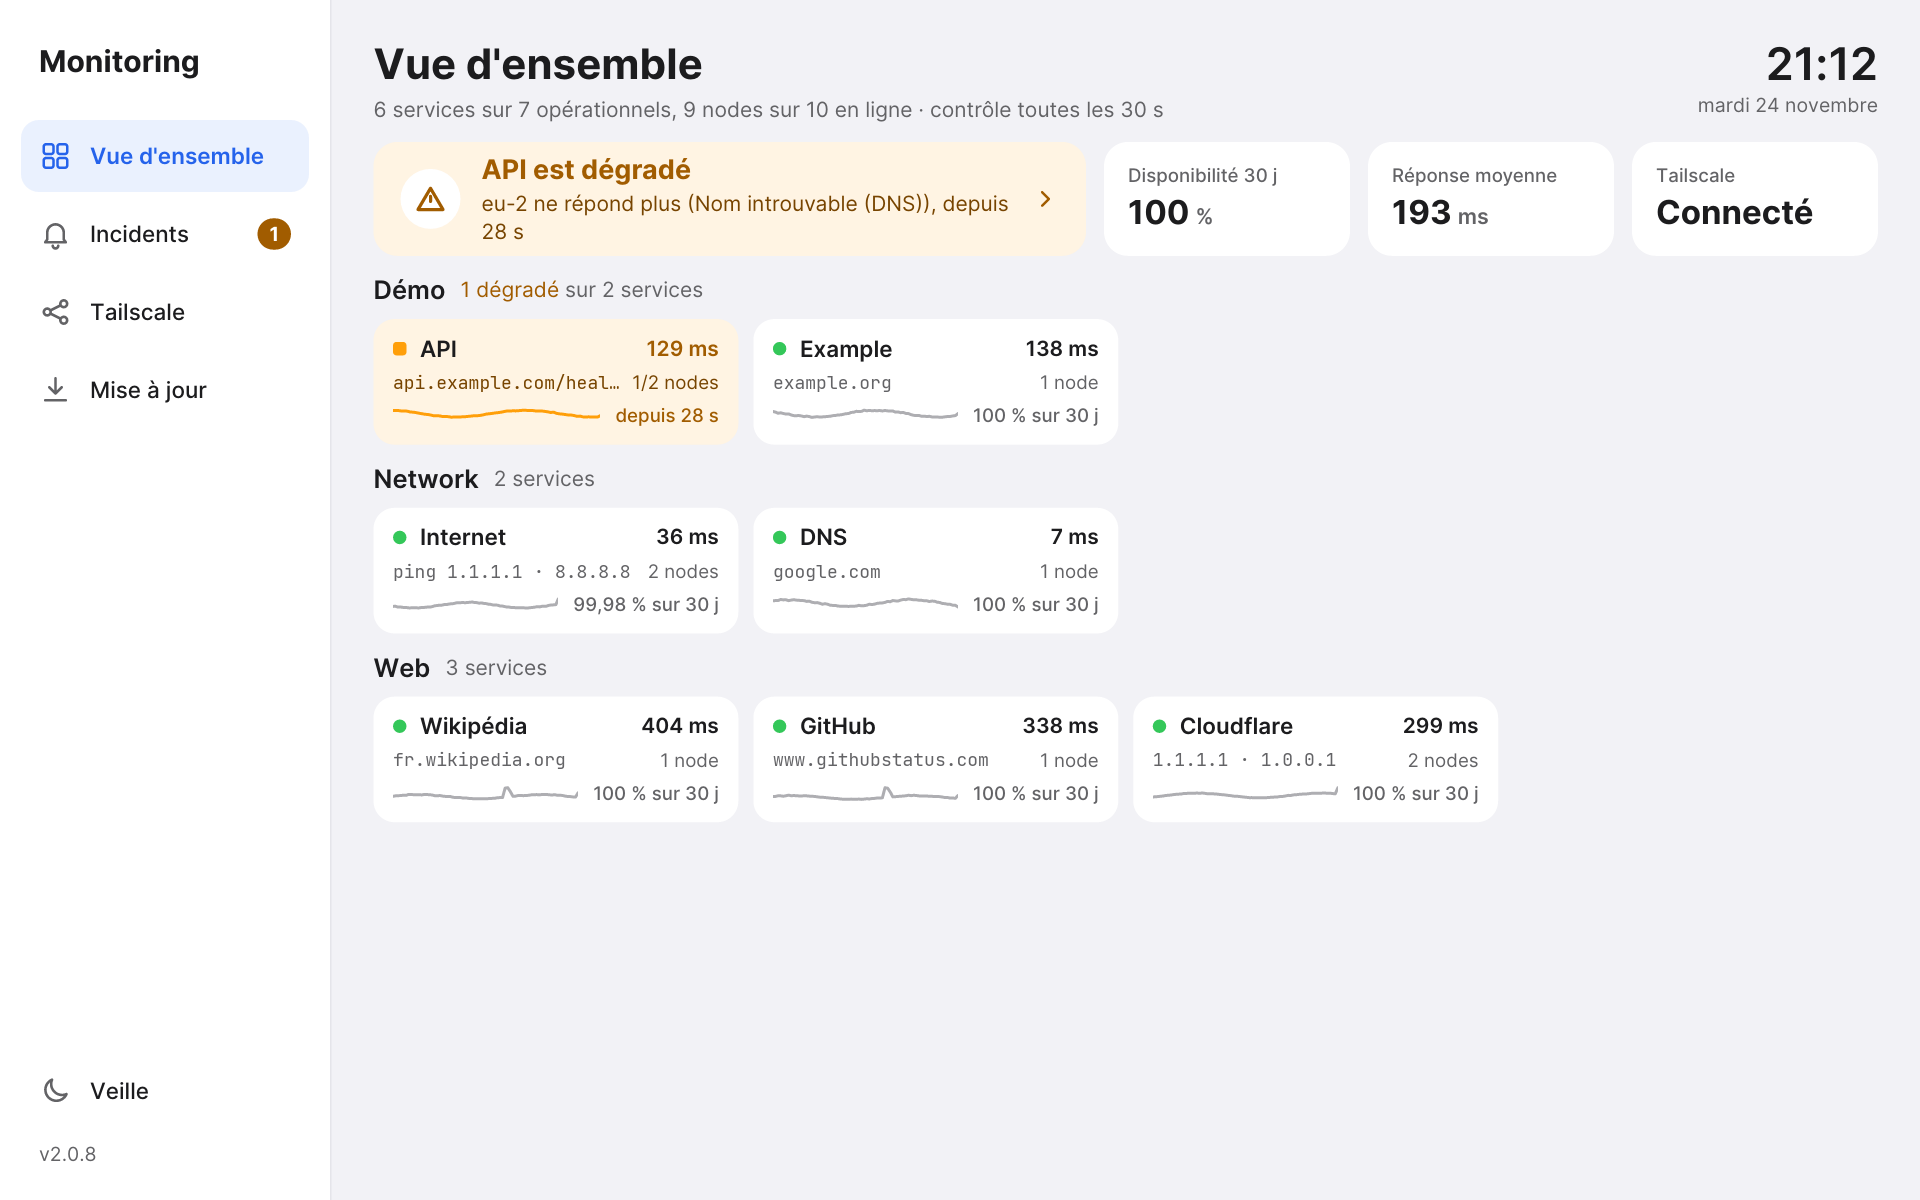 Monitoring
Vue d'ensemble
Incidents 1
Tailscale
Mise à jour
Veille
v2.0.8
Vue d'ensemble
6 services sur 7 opérationnels, 9 nodes sur 10 en ligne · contrôle toutes les 30 s
21:12
mardi 24 novembre
API est dégradé
eu-2 ne répond plus (Nom introuvable (DNS)), depuis
28 s
Disponibilité 30 j
100 %
Réponse moyenne
193 ms
Tailscale
Connecté
Démo 1 dégradé sur 2 services
API 129 ms
api.example.com/heal… 1/2 nodes
depuis 28 s
Example 138 ms
example.org 1 node
100 % sur 30 j
Network 2 services
Internet 36 ms
ping 1.1.1.1 · 8.8.8.8 2 nodes
99,98 % sur 30 j
DNS 7 ms
google.com 1 node
100 % sur 30 j
Web 3 services
Wikipédia 404 ms
fr.wikipedia.org 1 node
100 % sur 30 j
GitHub 338 ms
www.githubstatus.com 1 node
100 % sur 30 j
Cloudflare 299 ms
1.1.1.1 · 1.0.0.1 2 nodes
100 % sur 30 j